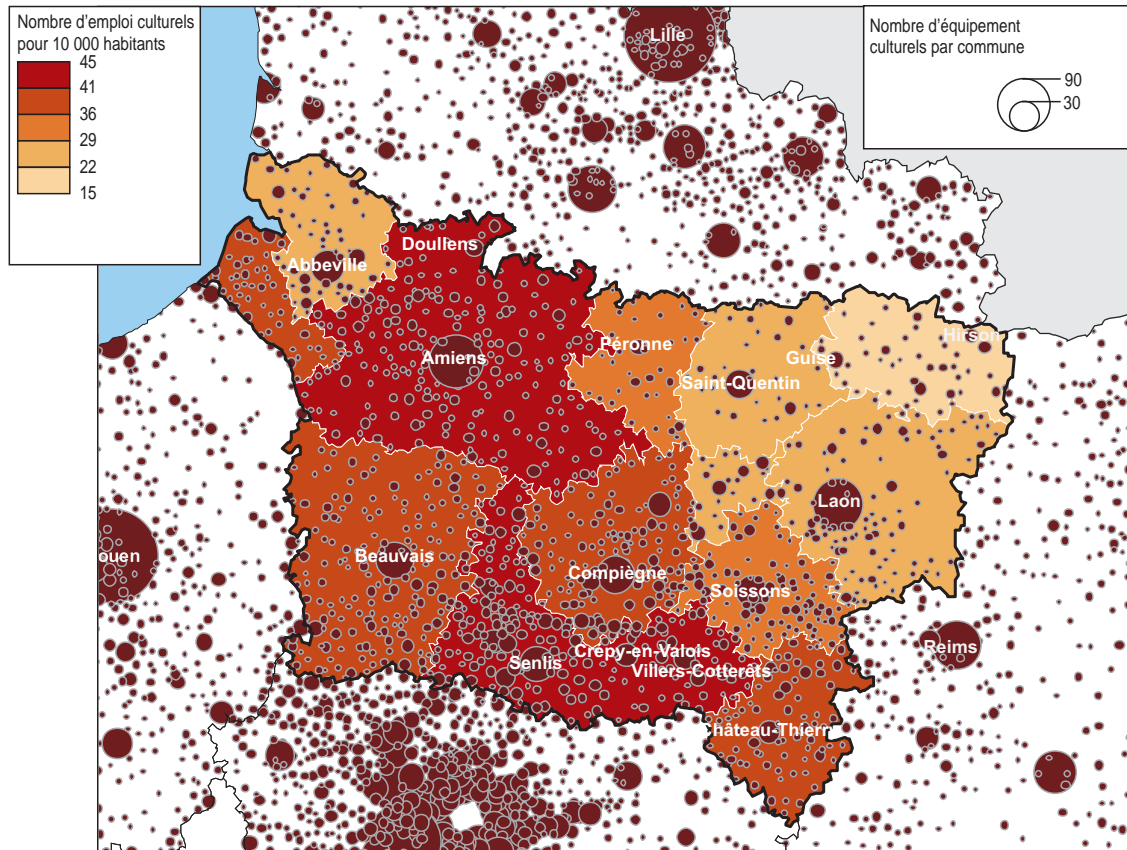 Nombre d'emploi culturels
pour 10 000 habitants
45
41
36
29
22
15
Nombre d'équipement
culturels par commune
90
30
Lille
Doullens
Abbeville
Amiens
Péronne
Hirson
Guise
Saint-Quentin
Laon
ouen
Beauvais
Compiègne
Soissons
Reims
Crépy-en-Valois
Senlis
Villers-Cotterêts
hâteau-Thierr